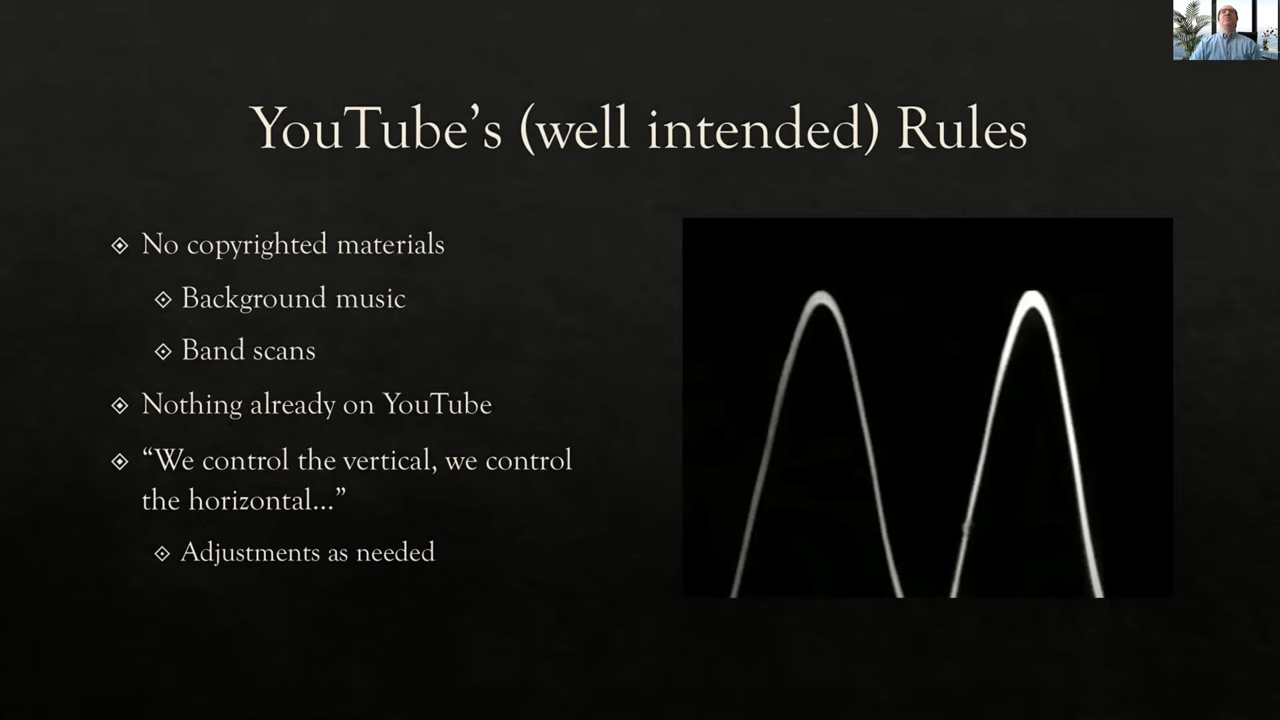 YouTube’s (well intended) Rules
No copyrighted materials
Background music
Band scans
Nothing already on YouTube
“We control the vertical, we control
the horizontal…”
Adjustments as needed